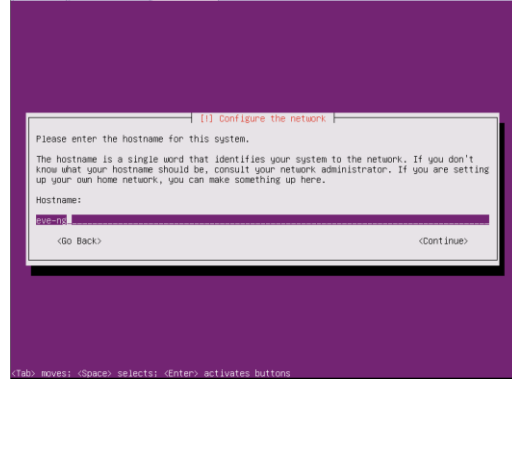 [!] Configure the network
Please enter the hostname for this system.
The hostname is a single word that identifies your system to the network. If you don't
know what your hostname should be, consult your network administrator. If you are setting
up your own home network, you can make something up here.
Hostname:
eve-ng
<Go Back> <Continue>
<Tab> moves; <Space> selects; <Enter> activates buttons